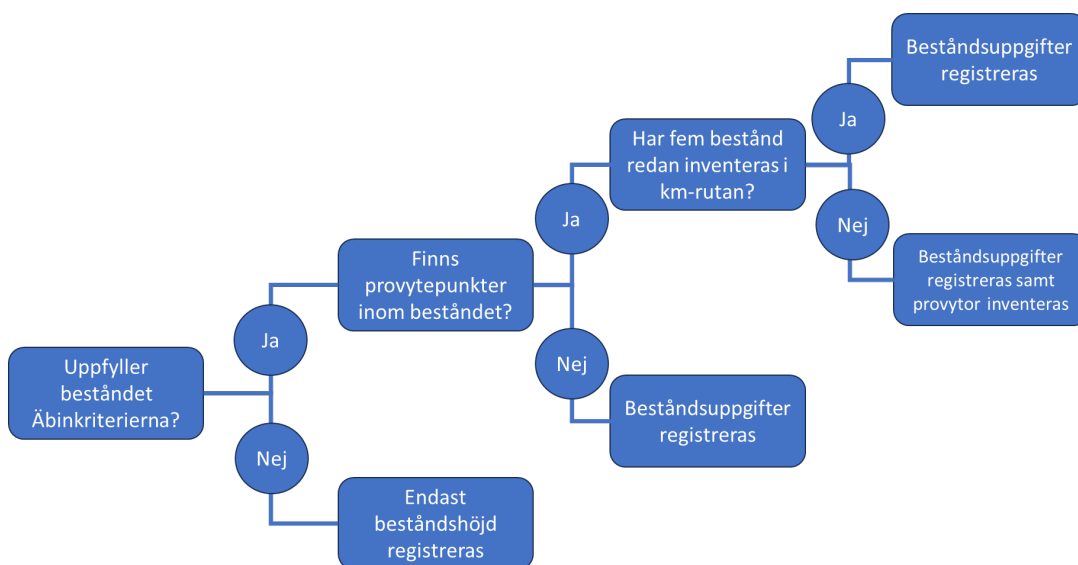 Uppfyller
beståndet
Äbinkriterierna?
Ja
Nej
Finns
provytepunkter
inom beståndet?
Endast
beståndshöjd
registreras
Ja
Nej
Har fem bestånd
redan inventeras i
km-rutan?
Beståndsuppgifter
registreras
Ja
Nej
Beståndsuppgifter
registreras
Beståndsuppgifter
registreras samt
provytor inventeras